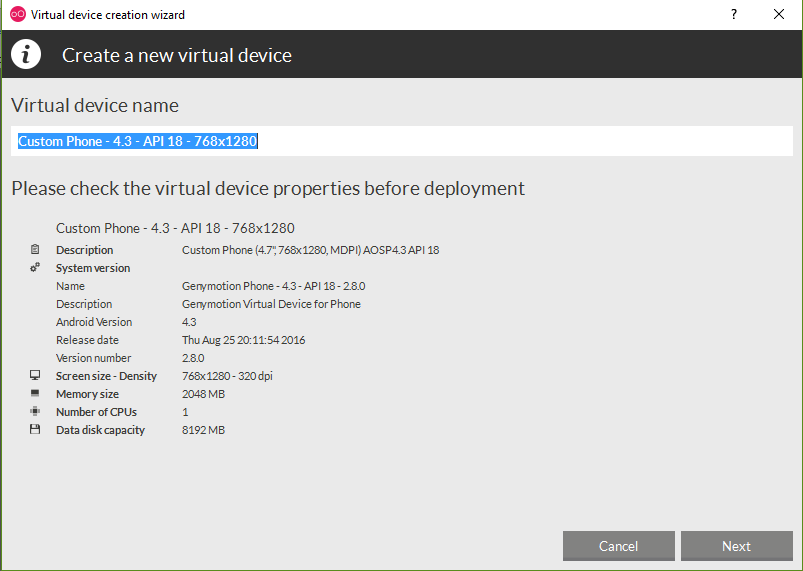 Virtual device creation wizard
Create a new virtual device
Virtual device name
Custom Phone - 4.3 - API 18 - 768x1280
Please check the virtual device properties before deployment
Custom Phone - 4.3 - API 18 - 768x1280
Description Custom Phone (4.7", 768x1280, MDPI) AOSP4.3 API 18
System version
Name Genymotion Phone - 4.3 - API 18 - 2.8.0
Description Genymotion Virtual Device for Phone
Android Version 4.3
Release date Thu Aug 25 20:11:54 2016
Version number 2.8.0
Screen size - Density 768x1280 - 320 dpi
Memory size 2048 MB
Number of CPUs 1
Data disk capacity 8192 MB
Cancel Next